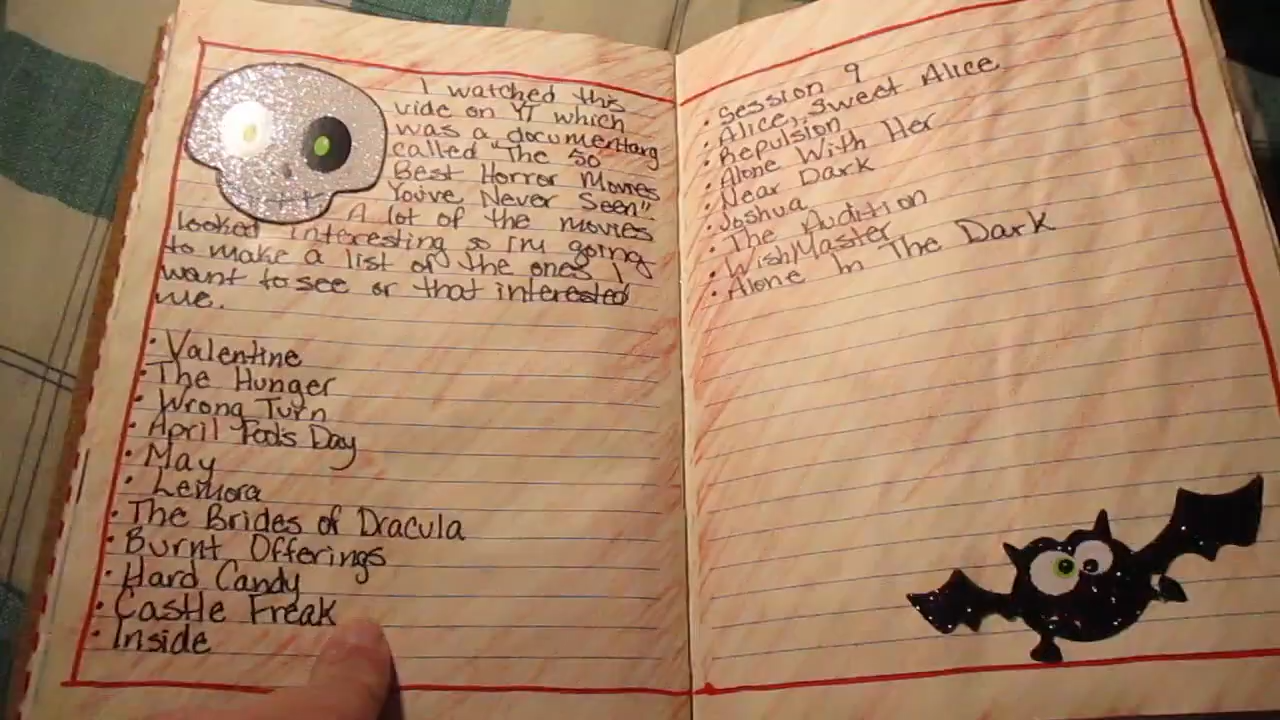 I watched this
vide on YT which
was a documentary
called "The 50
Best Horror Movies
You've Never Seen".
A lot of the movies
looked interesting so I'm going
to make a list of the ones I
want to see or that interested
me.
• Valentine
• The Hunger
• Wrong Turn
• April Fools Day
• May
• Lemora
• The Brides of Dracula
• Burnt Offerings
• Hard Candy
• Castle Freak
• Inside
• Session 9
• Alice, Sweet Alice
• Repulsion
• Alone With Her
• Near Dark
• Joshua
• The Audition
• WishMaster
• Alone In The Dark